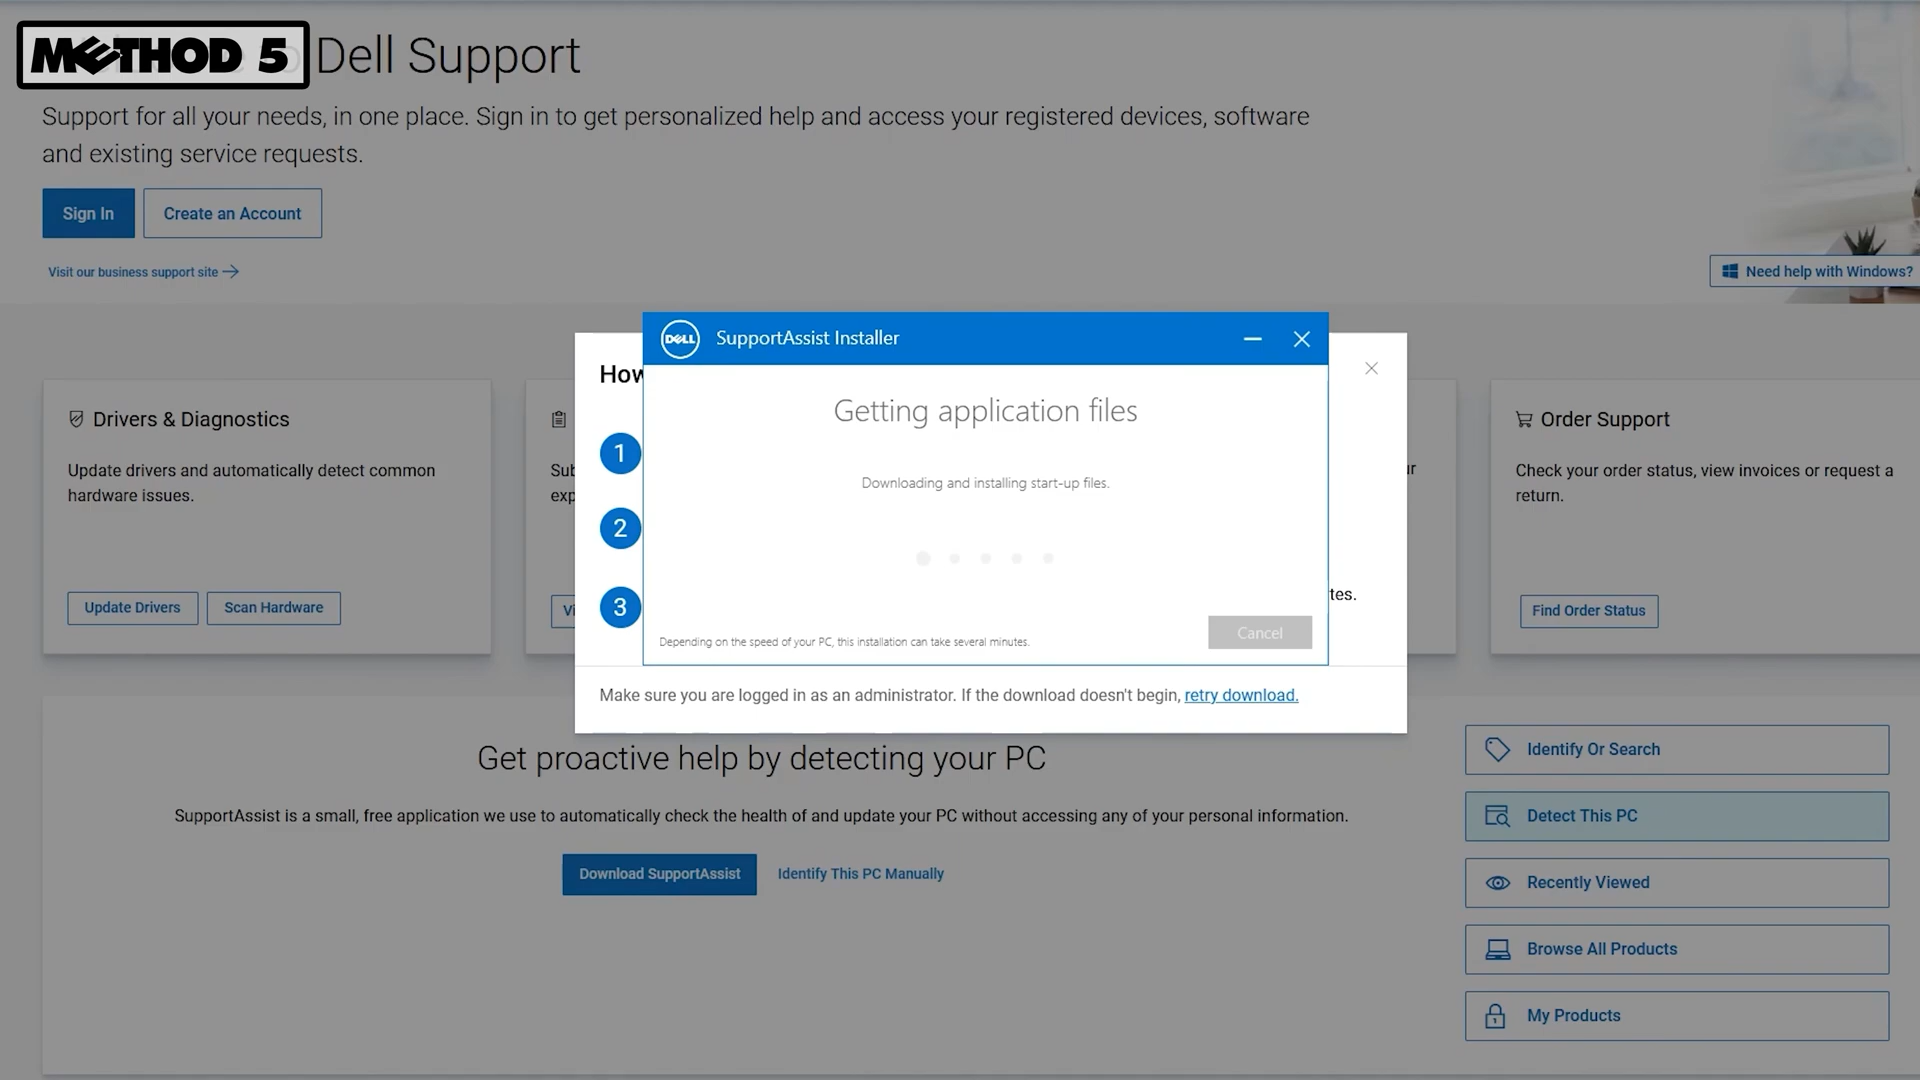 METHOD 5
Dell Support
Support for all your needs, in one place. Sign in to get personalized help and access your registered devices, software
and existing service requests.
Sign In
Create an Account
Visit our business support site
Need help with Windows?
DELL
SupportAssist Installer
How
Getting application files
Drivers & Diagnostics
Order Support
1
Update drivers and automatically detect common
hardware issues.
Sub
exp
ur
Check your order status, view invoices or request a
return.
Downloading and installing start-up files.
2
tes.
Update Drivers
Scan Hardware
Vi
3
Find Order Status
Depending on the speed of your PC, this installation can take several minutes.
Cancel
Make sure you are logged in as an administrator. If the download doesn't begin, retry download.
Get proactive help by detecting your PC
SupportAssist is a small, free application we use to automatically check the health of and update your PC without accessing any of your personal information.
Download SupportAssist
Identify This PC Manually
Identify Or Search
Detect This PC
Recently Viewed
Browse All Products
My Products